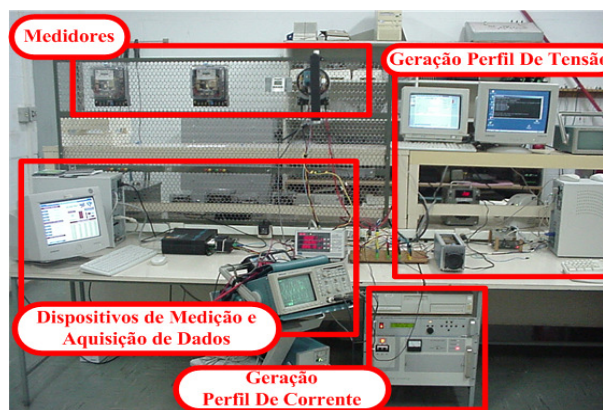 Medidores
Geração Perfil De Tensão
Dispositivos de Medição e
Aquisição de Dados
Geração
Perfil De Corrente